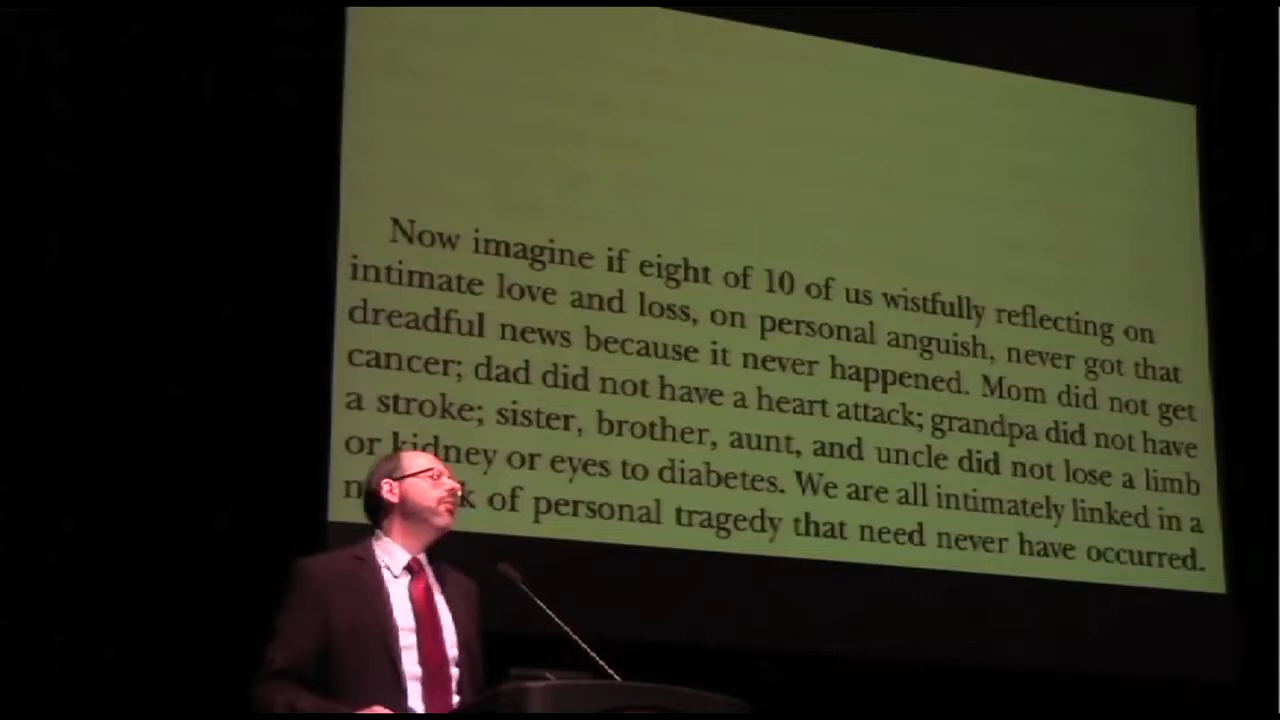 Now imagine if eight of 10 of us wistfully reflecting on
intimate love and loss, on personal anguish, never got that
dreadful news because it never happened. Mom did not get
cancer; dad did not have a heart attack; grandpa did not have
a stroke; sister, brother, aunt, and uncle did not lose a limb
or kidney or eyes to diabetes. We are all intimately linked in a
of personal tragedy that need never have occurred.